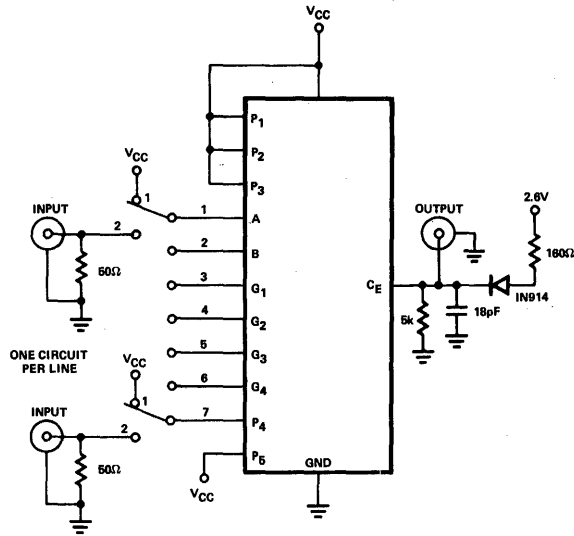 VCC
P1
P2
P3
VCC
1
INPUT
2
50Ω
1
A
2
B
3
G1
4
G2
5
G3
6
G4
7
P4
P5
VCC
ONE CIRCUIT
PER LINE
VCC
1
INPUT
2
50Ω
GND
CE
OUTPUT
5k
18pF
IN914
2.6V
160Ω